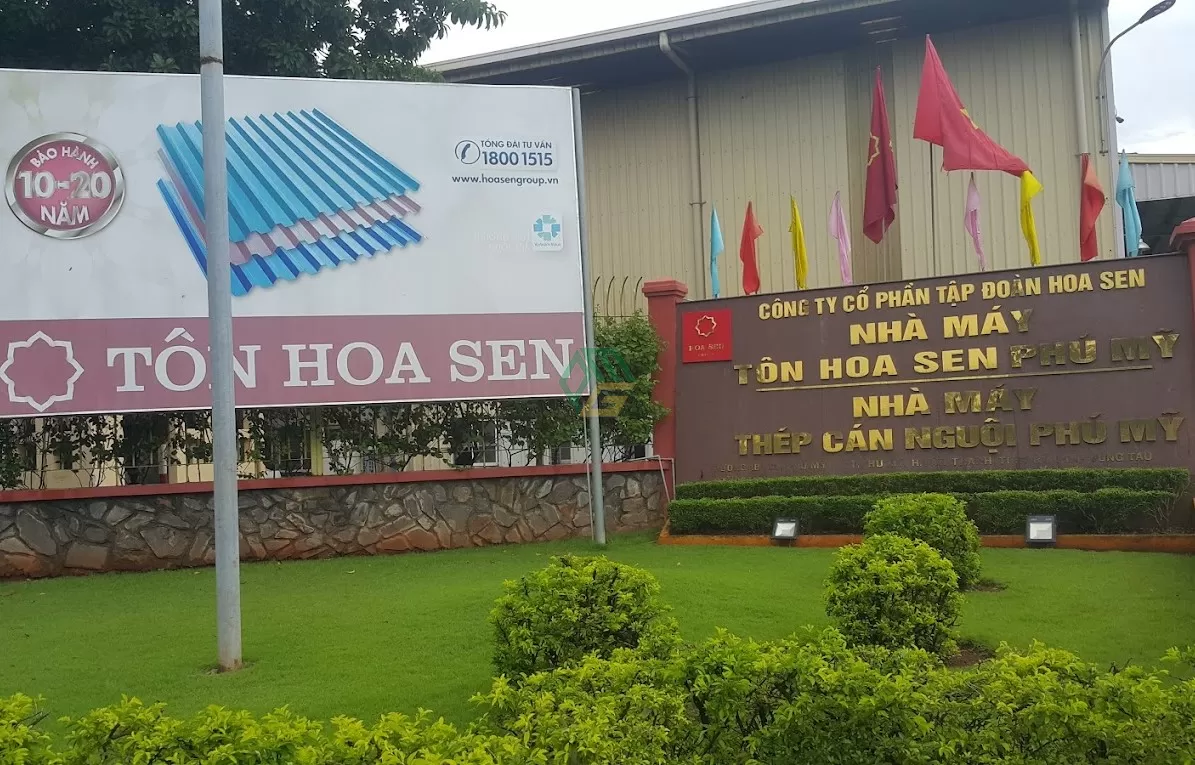 BẢO HÀNH
10-20
NĂM
TỔNG ĐÀI TƯ VẤN
1800 1515
www.hoasengroup.vn
TÔN HOA SEN
CÔNG TY CỔ PHẦN TẬP ĐOÀN HOA SEN
NHÀ MÁY
TÔN HOA SEN PHÚ MỸ
NHÀ MÁY
THÉP CÁN NGUỘI PHÚ MỸ
HOA SEN